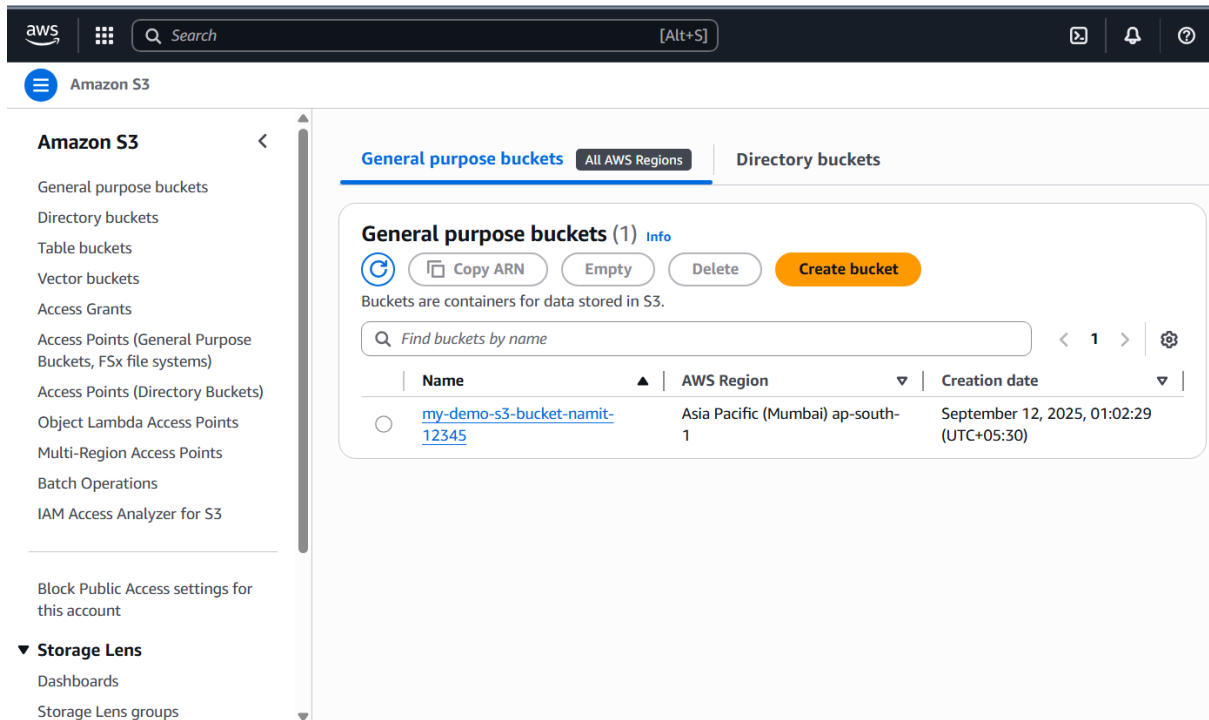 aws
Search
[Alt+S]
Amazon S3
Amazon S3
General purpose buckets
Directory buckets
Table buckets
Vector buckets
Access Grants
Access Points (General Purpose
Buckets, FSx file systems)
Access Points (Directory Buckets)
Object Lambda Access Points
Multi-Region Access Points
Batch Operations
IAM Access Analyzer for S3
Block Public Access settings for
this account
Storage Lens
Dashboards
Storage Lens groups
General purpose buckets All AWS Regions
Directory buckets
General purpose buckets (1) Info
Copy ARN Empty Delete Create bucket
Buckets are containers for data stored in S3.
Find buckets by name
1
Name AWS Region Creation date
my-demo-s3-bucket-namit- Asia Pacific (Mumbai) ap-south- September 12, 2025, 01:02:29
12345 1 (UTC+05:30)